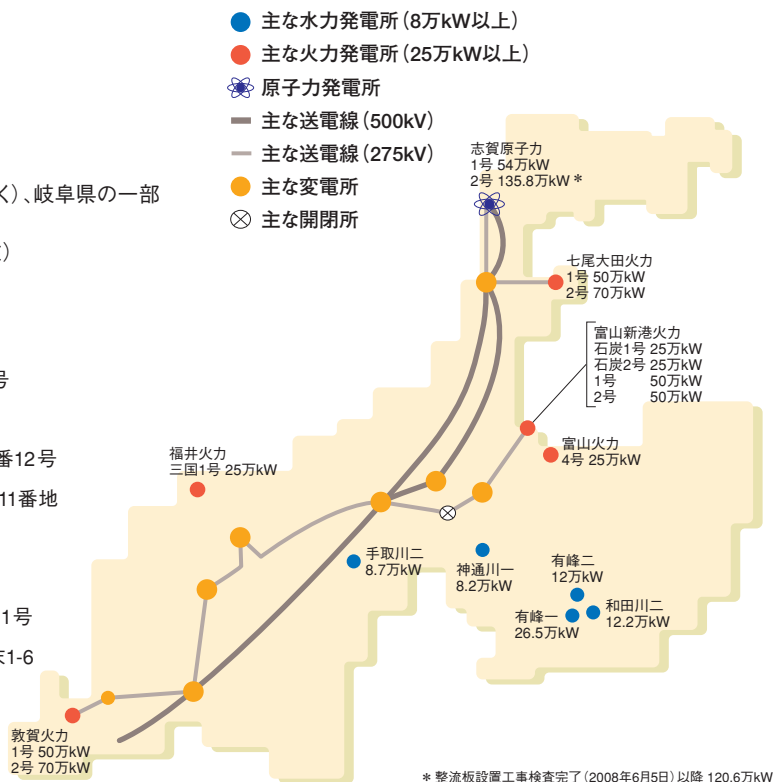 主な水力発電所（8万kW以上）
主な火力発電所（25万kW以上）
原子力発電所
主な送電線（500kV）
主な送電線（275kV）
主な変電所
主な開閉所
く）、岐阜県の一部
）
号
番12号
11番地
1号
1-6
志賀原子力
1号 54万kW
2号 135.8万kW＊
七尾大田火力
1号 50万kW
2号 70万kW
富山新港火力
石炭1号 25万kW
石炭2号 25万kW
1号 50万kW
2号 50万kW
富山火力
4号 25万kW
福井火力
三国1号 25万kW
手取川二
8.7万kW
神通川一
8.2万kW
有峰二
12万kW
有峰一
26.5万kW
和田川二
12.2万kW
敦賀火力
1号 50万kW
2号 70万kW
＊ 整流板設置工事検査完了（2008年6月5日）以降 120.6万kW